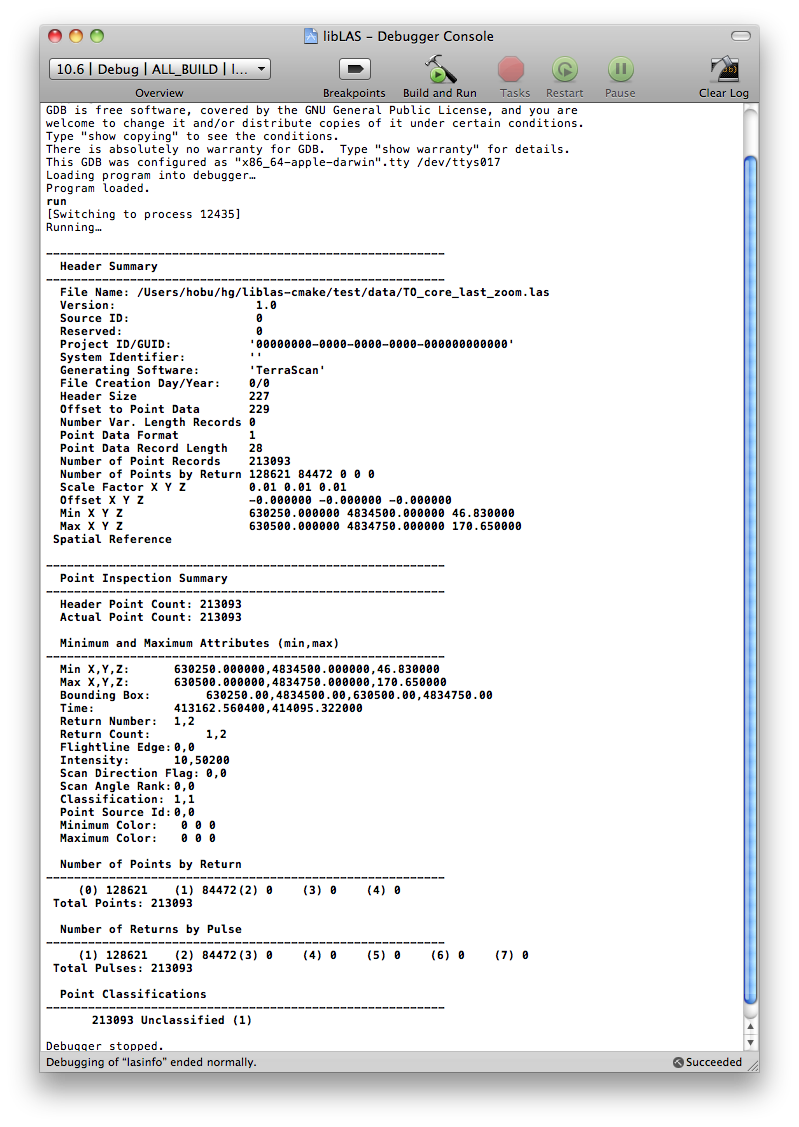 libLAS – Debugger Console
10.6 | Debug | ALL_BUILD | l...
Overview
Breakpoints
Build and Run
Tasks
Restart
Pause
Clear Log
GDB is free software, covered by the GNU General Public License, and you are
welcome to change it and/or distribute copies of it under certain conditions.
Type "show copying" to see the conditions.
There is absolutely no warranty for GDB.  Type "show warranty" for details.
This GDB was configured as "x86_64-apple-darwin".tty /dev/ttys017
Loading program into debugger…
Program loaded.
run
[Switching to process 12435]
Running…
---------------------------------------------------------
Header Summary
---------------------------------------------------------
File Name: /Users/hobu/hg/liblas-cmake/test/data/TO_core_last_zoom.las
Version: 1.0
Source ID: 0
Reserved: 0
Project ID/GUID: '00000000-0000-0000-0000-000000000000'
System Identifier: ''
Generating Software: 'TerraScan'
File Creation Day/Year: 0/0
Header Size 227
Offset to Point Data 229
Number Var. Length Records 0
Point Data Format 1
Point Data Record Length 28
Number of Point Records 213093
Number of Points by Return 128621 84472 0 0 0
Scale Factor X Y Z 0.01 0.01 0.01
Offset X Y Z -0.000000 -0.000000 -0.000000
Min X Y Z 630250.000000 4834500.000000 46.830000
Max X Y Z 630500.000000 4834750.000000 170.650000
Spatial Reference
---------------------------------------------------------
Point Inspection Summary
---------------------------------------------------------
Header Point Count: 213093
Actual Point Count: 213093
Minimum and Maximum Attributes (min,max)
---------------------------------------------------------
Min X,Y,Z: 630250.000000,4834500.000000,46.830000
Max X,Y,Z: 630500.000000,4834750.000000,170.650000
Bounding Box: 630250.00,4834500.00,630500.00,4834750.00
Time: 413162.560400,414095.322000
Return Number: 1,2
Return Count: 1,2
Flightline Edge: 0,0
Intensity: 10,50200
Scan Direction Flag: 0,0
Scan Angle Rank: 0,0
Classification: 1,1
Point Source Id: 0,0
Minimum Color: 0 0 0
Maximum Color: 0 0 0
Number of Points by Return
---------------------------------------------------------
(0) 128621 (1) 84472 (2) 0 (3) 0 (4) 0
Total Points: 213093
Number of Returns by Pulse
---------------------------------------------------------
(1) 128621 (2) 84472 (3) 0 (4) 0 (5) 0 (6) 0 (7) 0
Total Pulses: 213093
Point Classifications
---------------------------------------------------------
213093 Unclassified (1)
Debugger stopped.
Debugging of “lasinfo” ended normally.
Succeeded